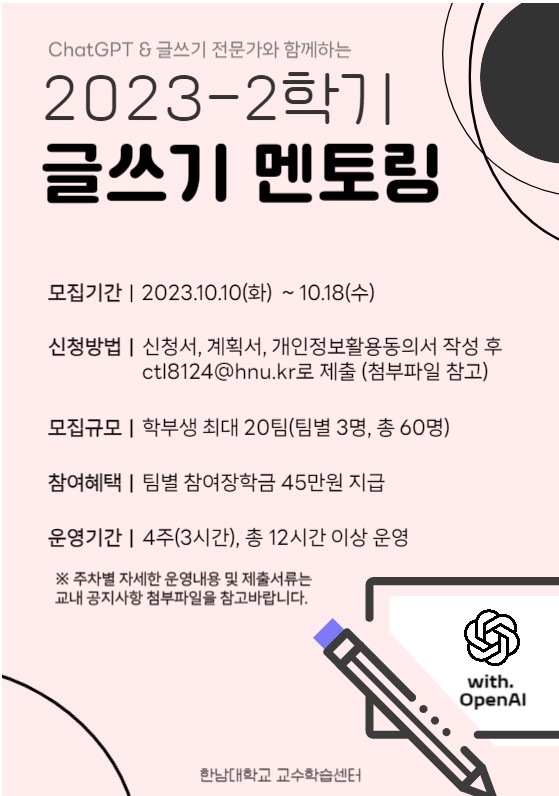 ChatGPT & 글쓰기 전문가와 함께하는
2023-2학기
글쓰기 멘토링
모집기간 | 2023.10.10(화) ~ 10.18(수)
신청방법 | 신청서, 계획서, 개인정보활용동의서 작성 후
ctl8124@hnu.kr로 제출 (첨부파일 참고)
모집규모 | 학부생 최대 20팀(팀별 3명, 총 60명)
참여혜택 | 팀별 참여장학금 45만원 지급
운영기간 | 4주(3시간), 총 12시간 이상 운영
※ 주차별 자세한 운영내용 및 제출서류는
교내 공지사항 첨부파일을 참고바랍니다.
with.
OpenAI
한남대학교 교수학습센터